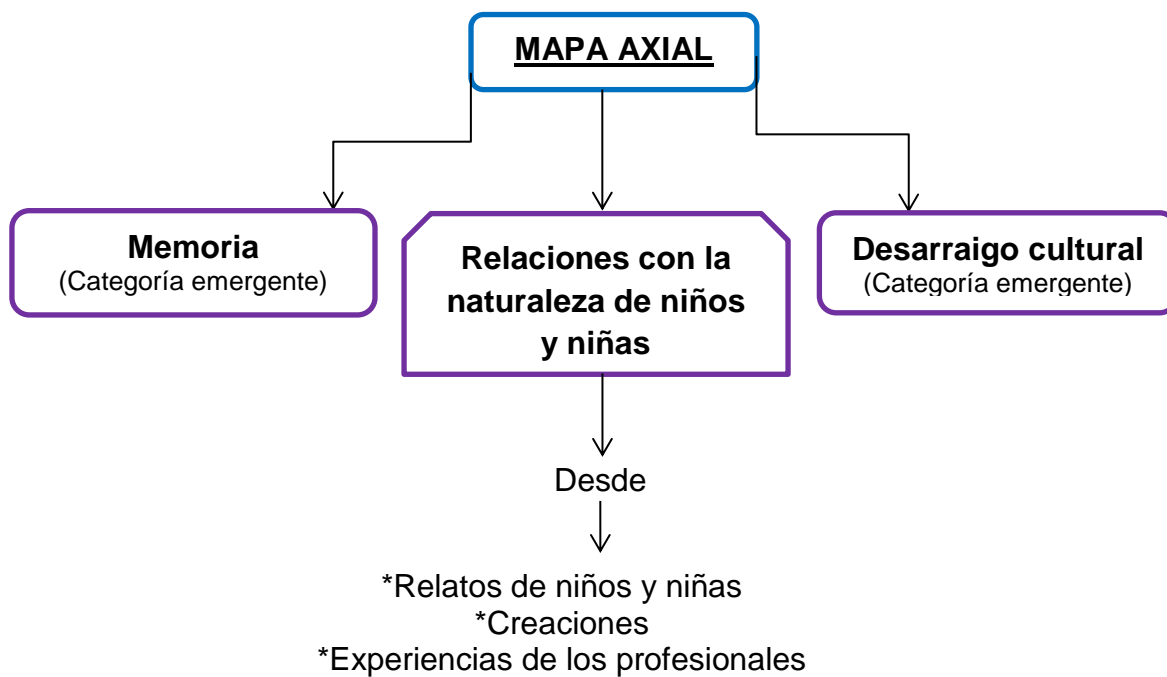 MAPA AXIAL
Memoria
(Categoría emergente)
Relaciones con la
naturaleza de niños
y niñas
Desarraigo cultural
(Categoría emergente)
Desde
*Relatos de niños y niñas
*Creaciones
*Experiencias de los profesionales